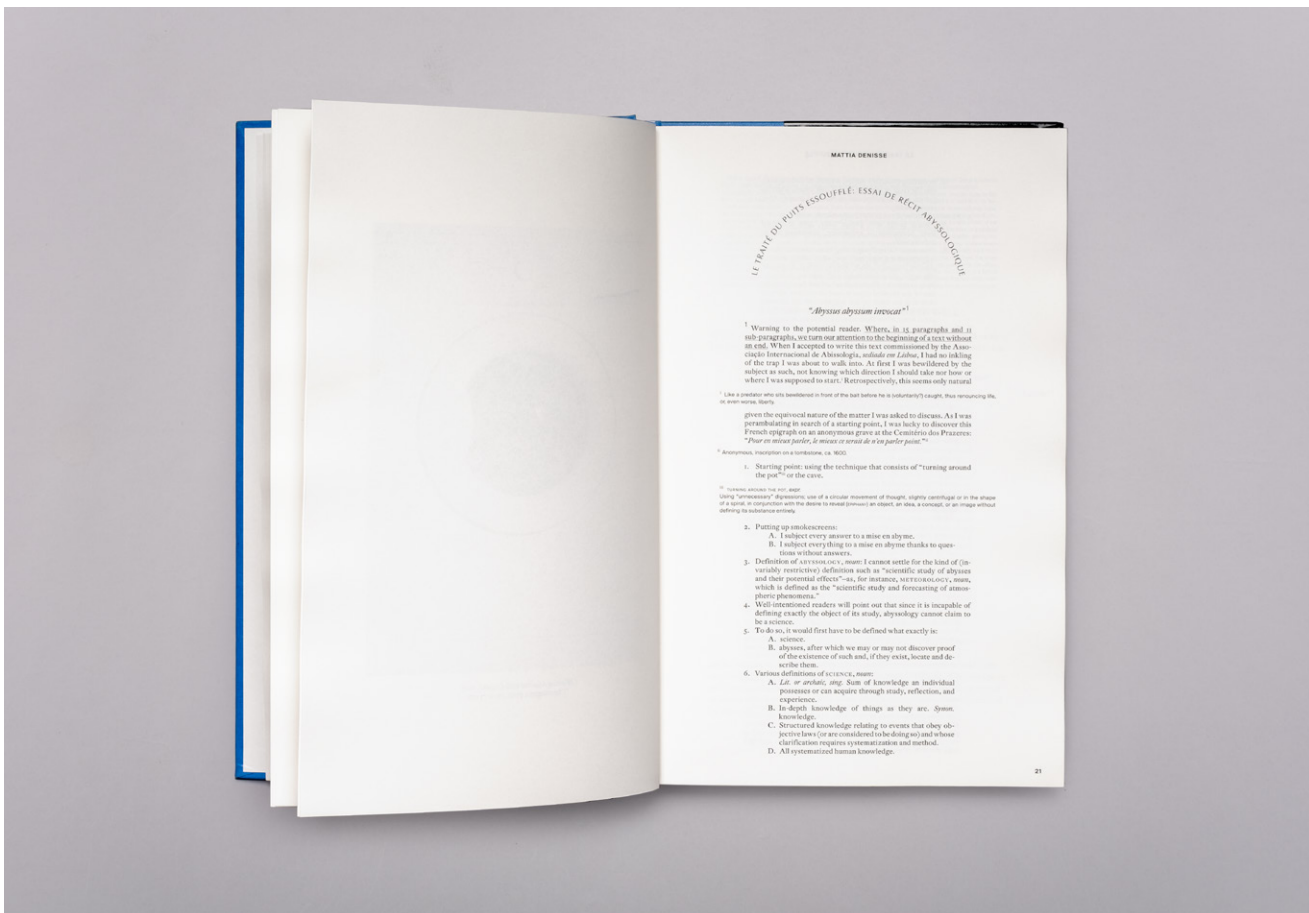 MATTIA DENISSE
LE TRAITÉ DU PUITS ESSOUFFLÉ: ESSAI DE RÉCIT ABYSSOLOGIQUE
“Abyssus abyssum invocat”1
1 Warning to the potential reader. Where, in 15 paragraphs and 11
sub-paragraphs, we turn our attention to the beginning of a text without
an end. When I accepted to write this text commissioned by the Asso-
ciação Internacional de Abissologia, sediada em Lisboa, I had no inkling
of the trap I was about to walk into. At first I was bewildered by the
subject as such, not knowing which direction I should take nor how or
where I was supposed to start. Retrospectively, this seems only natural
Like a predator who sits bewildered in front of the bait before he is (voluntarily?) caught, thus renouncing life,
or, even worse, liberty.
given the equivocal nature of the matter I was asked to discuss. As I was
perambulating in search of a starting point, I was lucky to discover this
French epigraph on an anonymous grave at the Cemitério dos Prazeres:
“Pour en mieux parler, le mieux ce serait de n’en parler point.”
Anonymous, inscription on a tombstone, ca. 1600.
1. Starting point: using the technique that consists of “turning around
the pot” or the cave.
TURNING AROUND THE POT,
Using “unnecessary” digressions; use of a circular movement of thought, slightly centrifugal or in the shape
of a spiral, in conjunction with the desire to reveal an object, an idea, a concept, or an image without
defining its substance entirely.
2. Putting up smokescreens:
A. I subject every answer to a mise en abyme.
B. I subject everything to a mise en abyme thanks to ques-
tions without answers.
3. Definition of ABYSSOLOGY, noun: I cannot settle for the kind of (in-
variably restrictive) definition such as “scientific study of abysses
and their potential effects”–as, for instance, METEOROLOGY, noun,
which is defined as the “scientific study and forecasting of atmos-
pheric phenomena.”
4. Well-intentioned readers will point out that since it is incapable of
defining exactly the object of its study, abyssology cannot claim to
be a science.
5. To do so, it would first have to be defined what exactly is:
A. science.
B. abysses, after which we may or may not discover proof
of the existence of such and, if they exist, locate and de-
scribe them.
6. Various definitions of SCIENCE, noun:
A. Lit. or archaic, sing. Sum of knowledge an individual
possesses or can acquire through study, reflection, and
experience.
B. In-depth knowledge of things as they are. Synon.
knowledge.
C. Structured knowledge relating to events that obey ob-
jective laws (or are considered to be doing so) and whose
clarification requires systematization and method.
D. All systematized human knowledge.
21